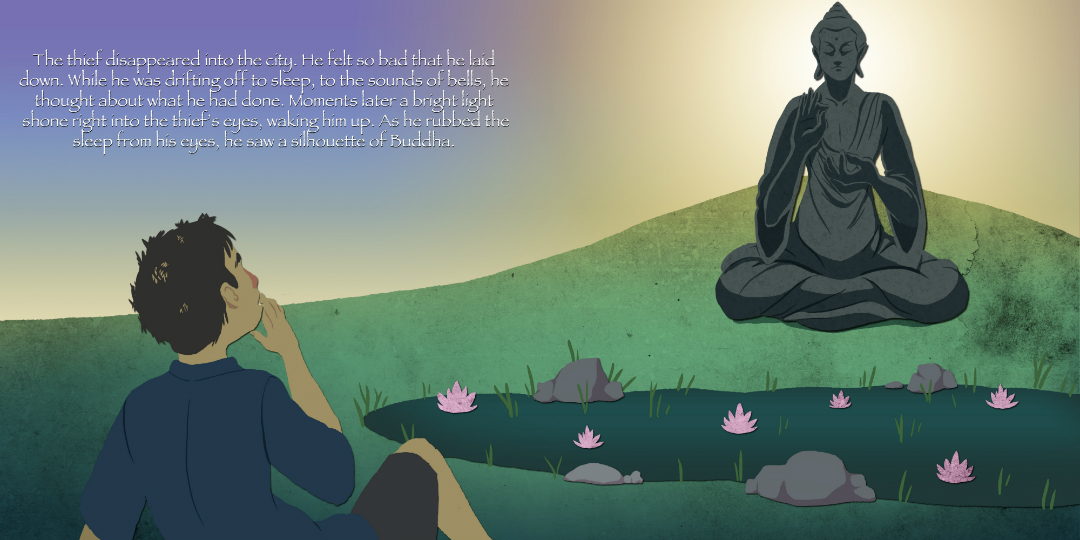 The thief disappeared into the city. He felt so bad that he laid
down. While he was drifting off to sleep, to the sounds of bells, he
thought about what he had done. Moments later a bright light
shone right into the thief's eyes, waking him up. As he rubbed the
sleep from his eyes, he saw a silhouette of Buddha.